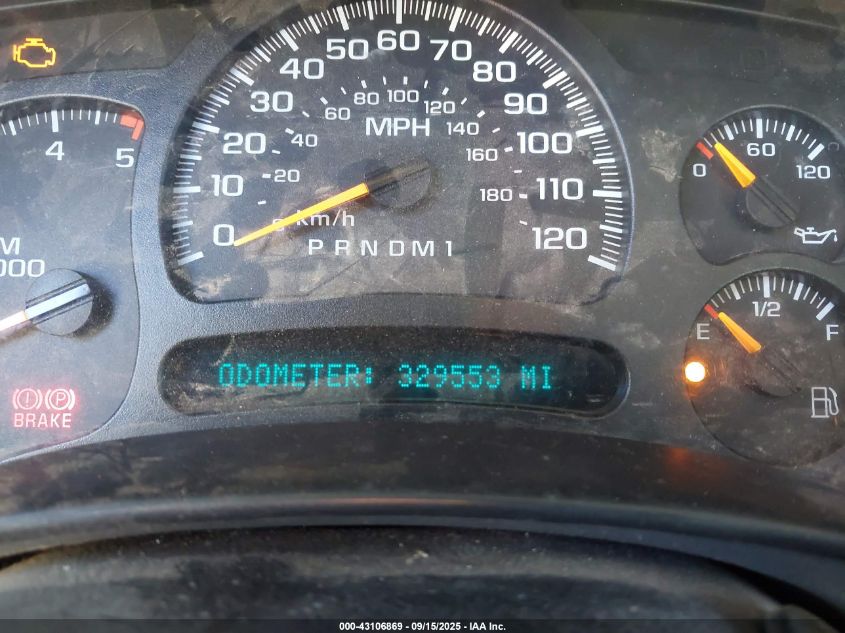 50 60 70
40 80
30 90
20 100
10 110
0 120
MPH
20 40 60 80 100 120 140 160 180
km/h
PRNDM1
4 5
000
0 60 120
E 1/2 F
BRAKE
ODOMETER: 329553 MI
000-43106869 - 09/15/2025 - IAA Inc.